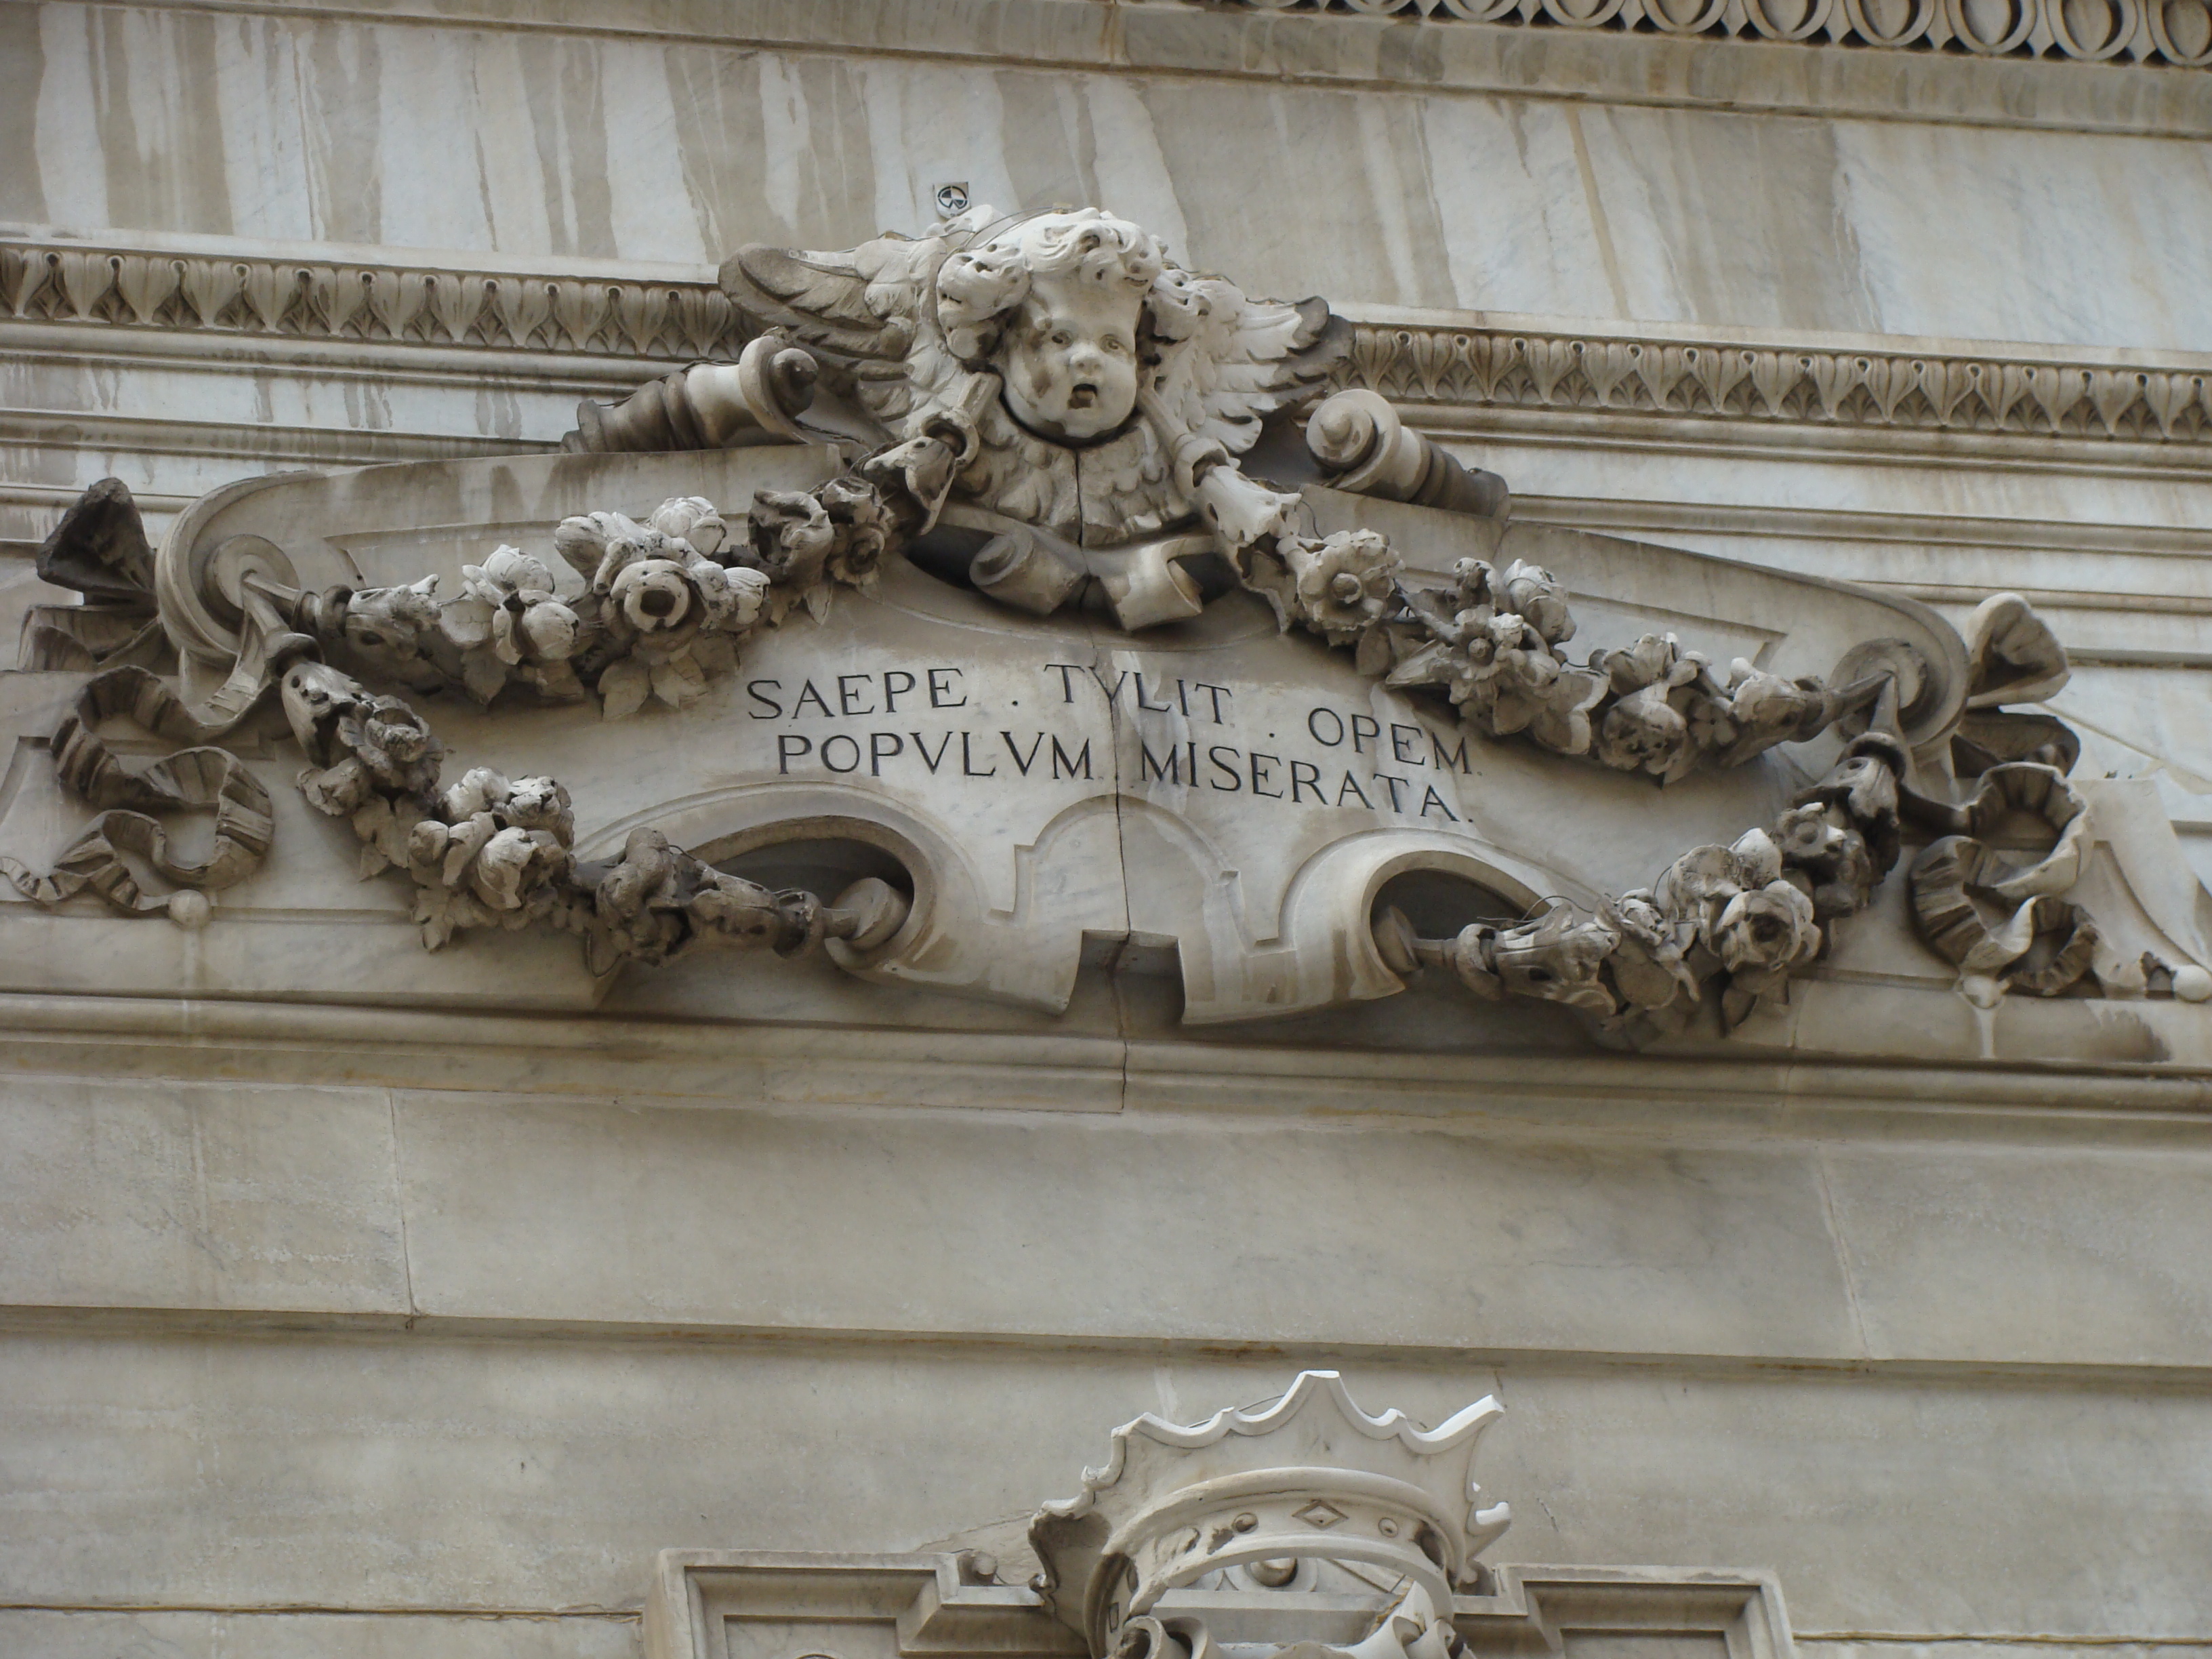 SAEPE . TVLIT . OPEM
POPVLVM . MISERATA .